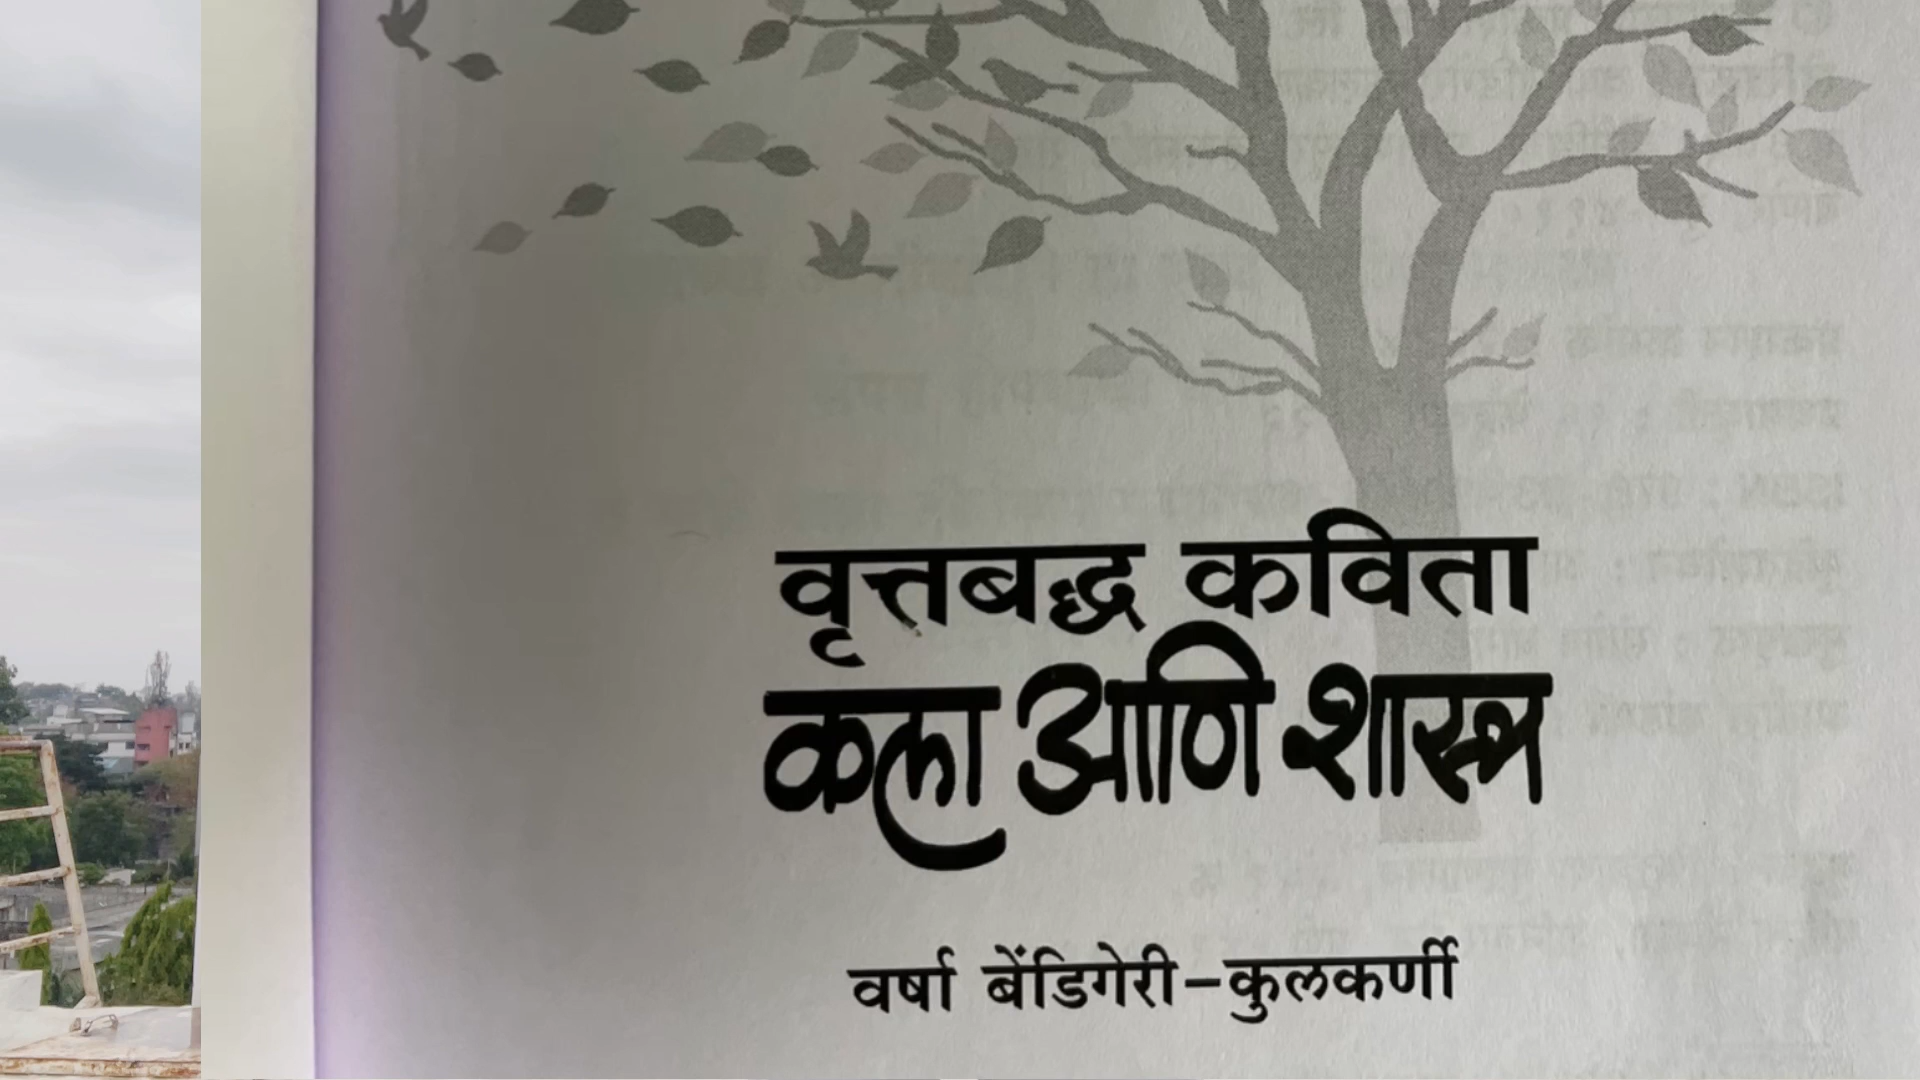 वृत्तबद्ध कविता
कला आणि शास्त्र
वर्षा बेंडिगेरी-कुलकर्णी